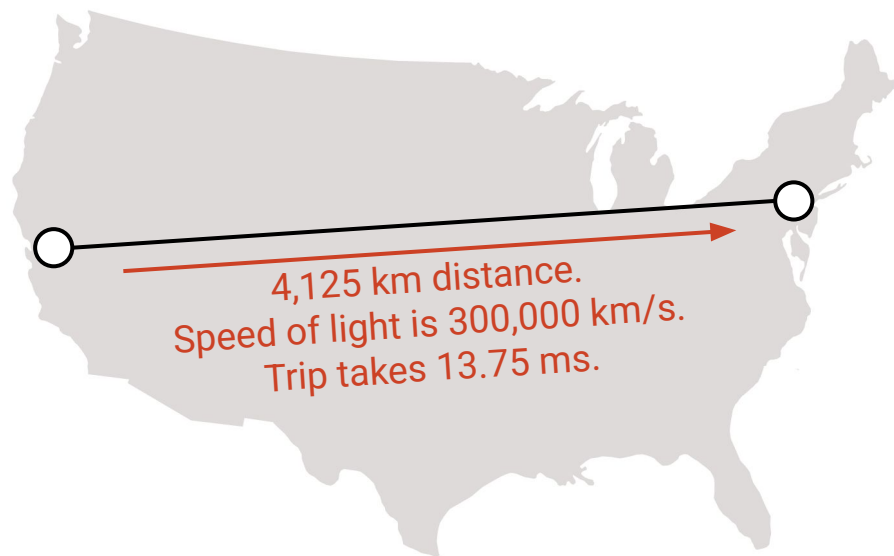 4,125 km distance.
Speed of light is 300,000 km/s.
Trip takes 13.75 ms.